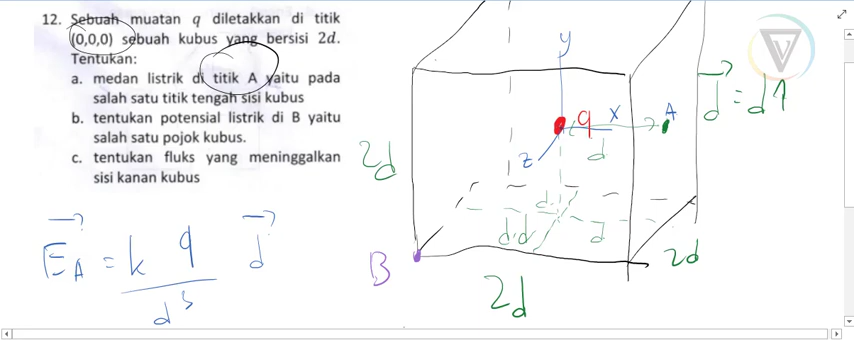 12. Sebuah muatan q diletakkan di titik
(0,0,0) sebuah kubus yang bersisi 2d.
Tentukan:
a. medan listrik di titik A yaitu pada
salah satu titik tengah sisi kubus
b. tentukan potensial listrik di B yaitu
salah satu pojok kubus.
c. tentukan fluks yang meninggalkan
sisi kanan kubus
E_A = k q / d³ d
y
q
x
A
z
d
d = d î
2d
d
d
d
d
B
2d
2d
V